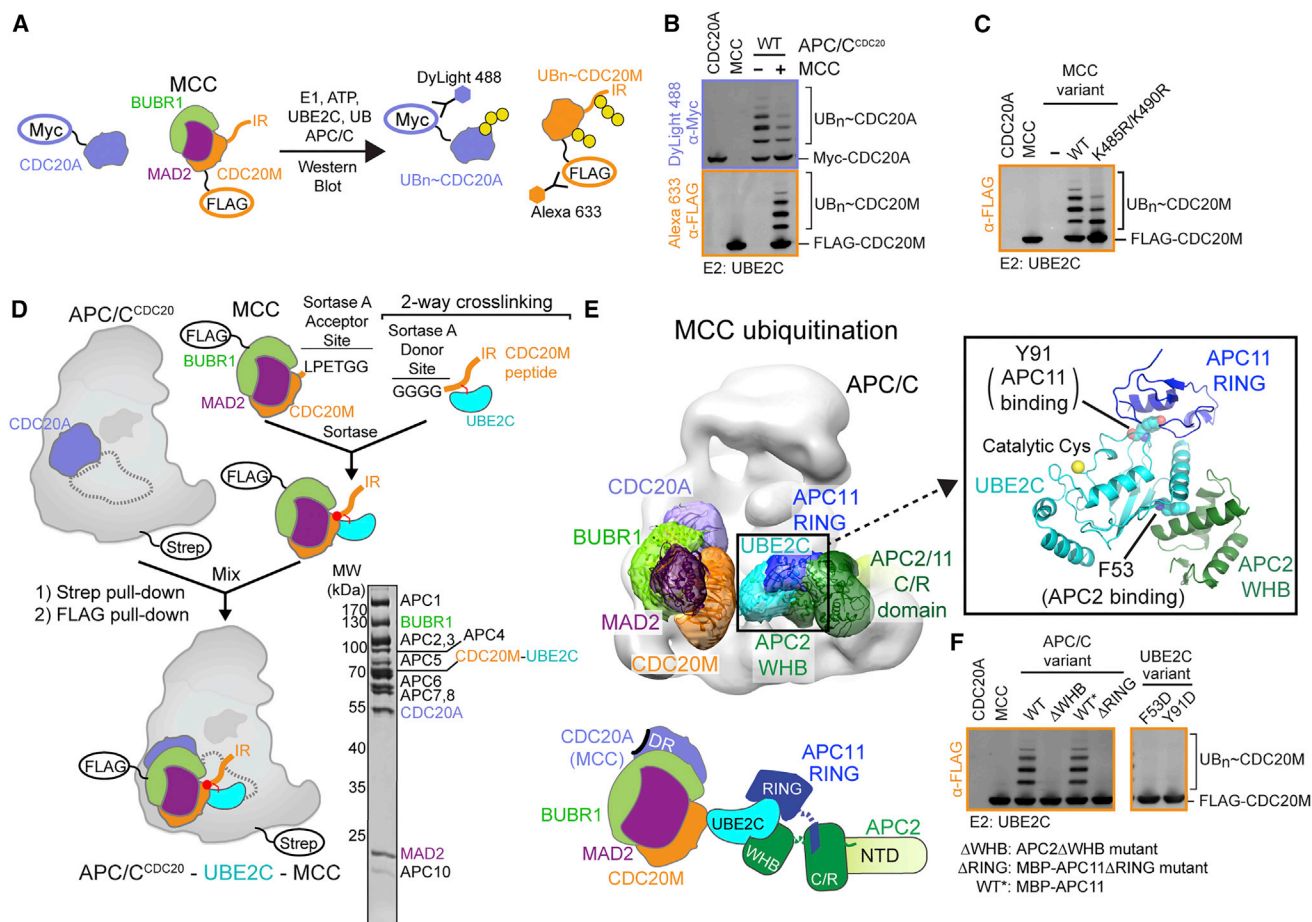 A
MCC
BUBR1
Myc
CDC20A
MAD2
IR
CDC20M
FLAG
E1, ATP,
UBE2C, UB
APC/C
Western
Blot
DyLight 488
Myc
UBn~CDC20A
UBn~CDC20M
IR
FLAG
Alexa 633
B
CDC20A
MCC
WT
APC/C^CDC20
– + MCC
DyLight 488
α-Myc
UBn~CDC20A
Myc-CDC20A
Alexa 633
α-FLAG
UBn~CDC20M
FLAG-CDC20M
E2: UBE2C
C
MCC
variant
CDC20A
MCC
–
WT
K485R/K490R
α-FLAG
UBn~CDC20M
FLAG-CDC20M
E2: UBE2C
D
APC/C^CDC20
CDC20A
Strep
MCC
FLAG
BUBR1
MAD2
CDC20M
Sortase A
Acceptor
Site
LPETGG
2-way crosslinking
Sortase A
Donor
Site
GGGG
IR
CDC20M
peptide
UBE2C
Sortase
FLAG
IR
Mix
1) Strep pull-down
2) FLAG pull-down
FLAG
IR
Strep
APC/C^CDC20 - UBE2C - MCC
MW
(kDa)
170
130
100
70
55
40
35
25
APC1
BUBR1
APC2,3
APC4
CDC20M-UBE2C
APC5
APC6
APC7,8
CDC20A
MAD2
APC10
E
MCC ubiquitination
APC/C
CDC20A
BUBR1
MAD2
CDC20M
APC11
RING
UBE2C
APC2
WHB
APC2/11
C/R
domain
Y91
(APC11
binding)
APC11
RING
Catalytic Cys
UBE2C
F53
(APC2 binding)
APC2
WHB
CDC20A
(MCC)
DR
BUBR1
MAD2
CDC20M
APC11
RING
RING
UBE2C
WHB
C/R
APC2
NTD
F
CDC20A
MCC
APC/C
variant
WT
ΔWHB
WT*
ΔRING
UBE2C
variant
F53D
Y91D
α-FLAG
UBn~CDC20M
FLAG-CDC20M
E2: UBE2C
ΔWHB: APC2ΔWHB mutant
ΔRING: MBP-APC11ΔRING mutant
WT*: MBP-APC11